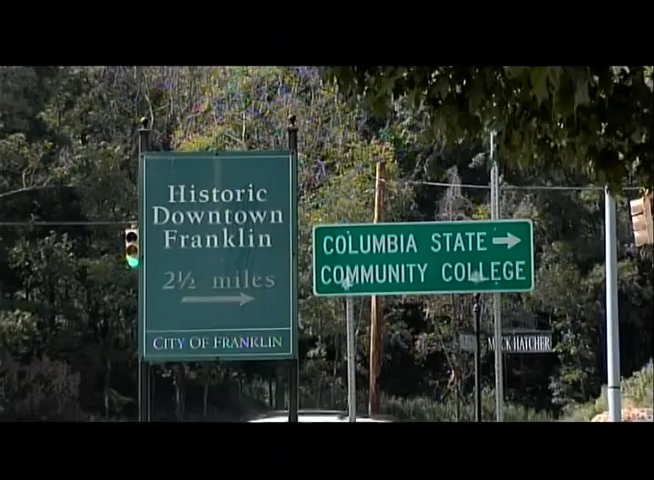 Historic
Downtown
Franklin
2½ miles
CITY OF FRANKLIN
COLUMBIA STATE
COMMUNITY COLLEGE
MACK HATCHER